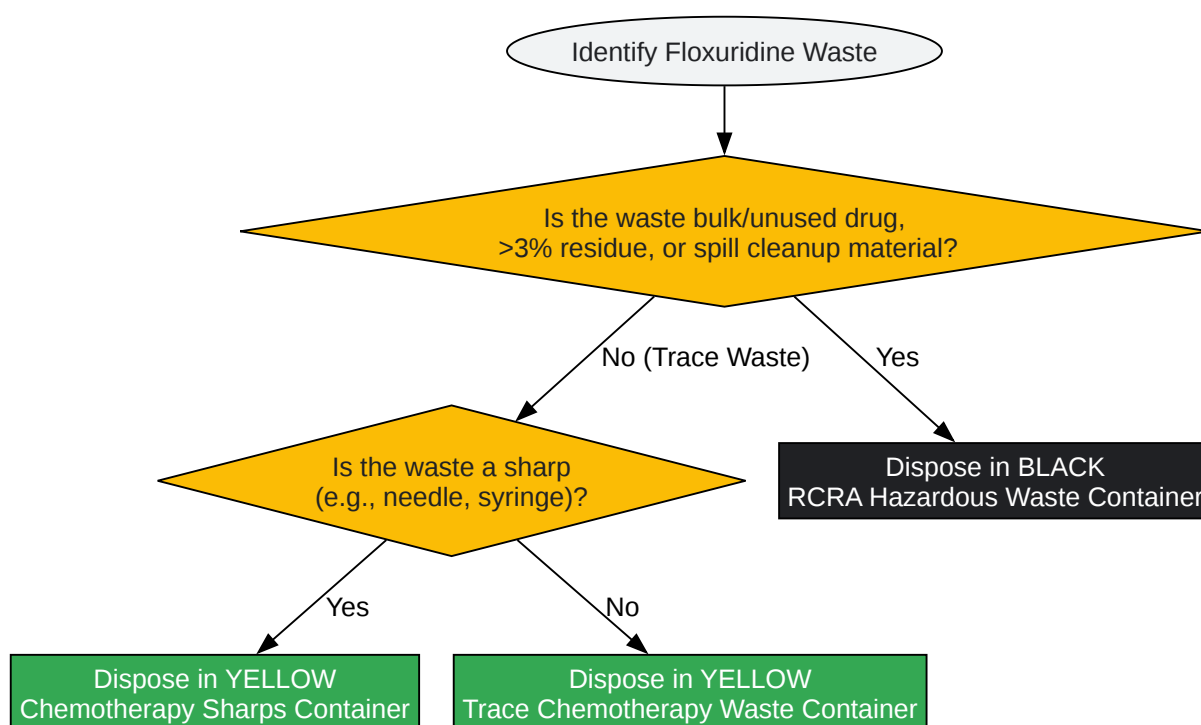 Identify Floxuridine Waste
Is the waste bulk/unused drug,
>3% residue, or spill cleanup material?
No (Trace Waste)
Yes
Is the waste a sharp
(e.g., needle, syringe)?
Dispose in BLACK
RCRA Hazardous Waste Container
Yes
No
Dispose in YELLOW
Chemotherapy Sharps Container
Dispose in YELLOW
Trace Chemotherapy Waste Container